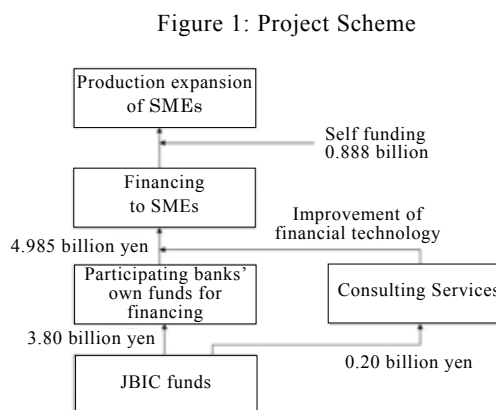 Figure 1: Project Scheme
Production expansion
of SMEs
Self funding
0.888 billion
Financing
to SMEs
Improvement of
financial technology
4.985 billion yen
Participating banks'
own funds for
financing
Consulting Services
3.80 billion yen
0.20 billion yen
JBIC funds